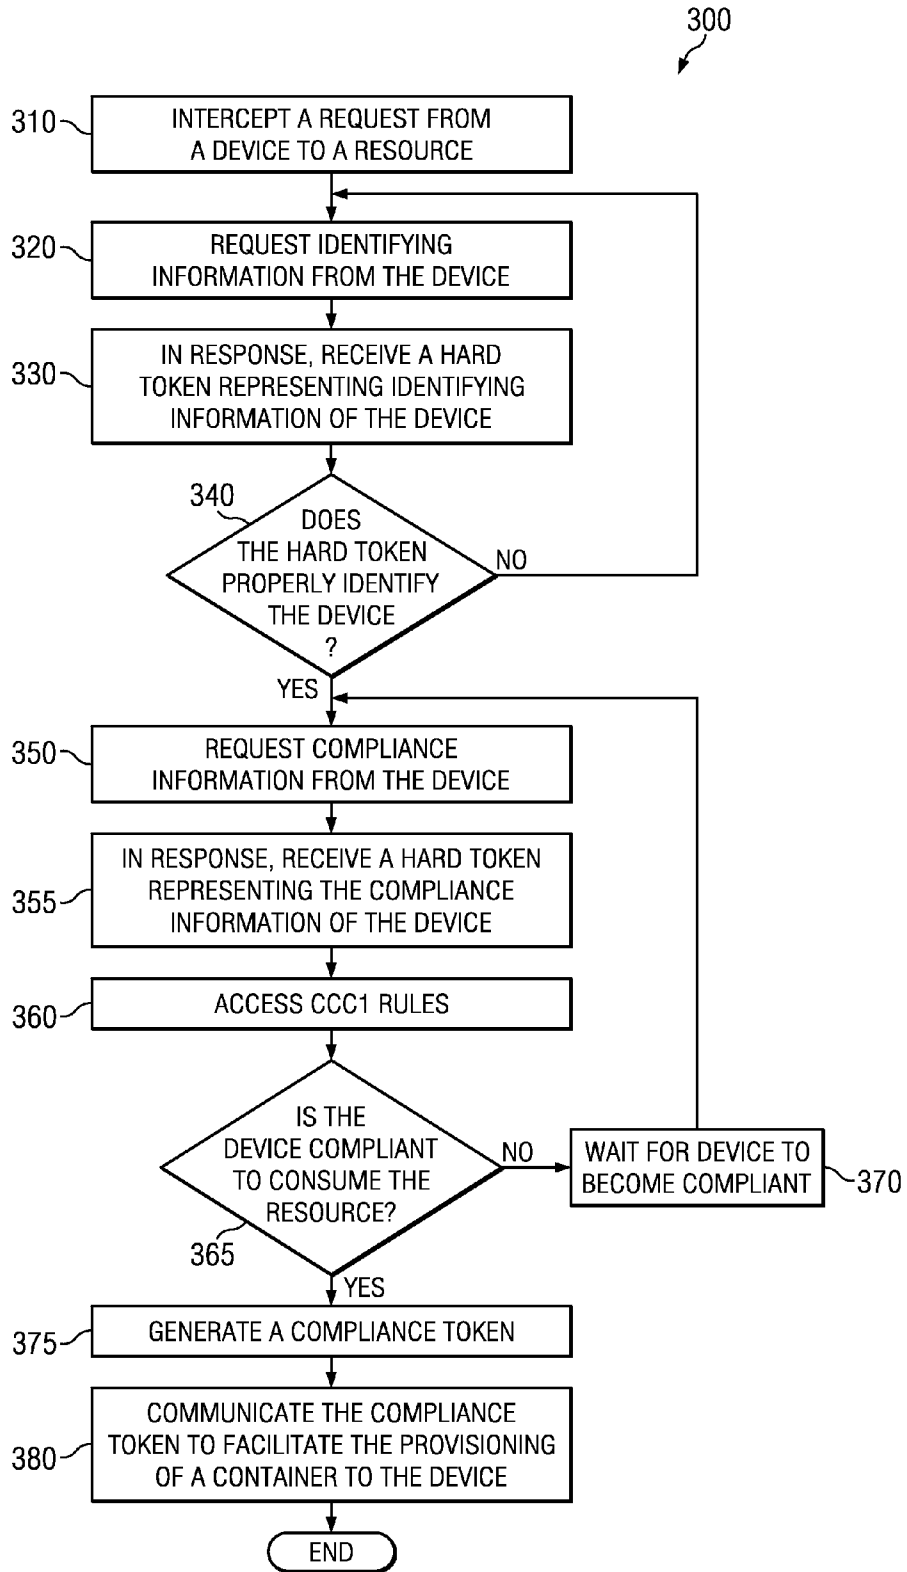 300
310
INTERCEPT A REQUEST FROM
A DEVICE TO A RESOURCE
320
REQUEST IDENTIFYING
INFORMATION FROM THE DEVICE
330
IN RESPONSE, RECEIVE A HARD
TOKEN REPRESENTING IDENTIFYING
INFORMATION OF THE DEVICE
340
DOES
THE HARD TOKEN
PROPERLY IDENTIFY
THE DEVICE
?
NO
YES
350
REQUEST COMPLIANCE
INFORMATION FROM THE DEVICE
355
IN RESPONSE, RECEIVE A HARD TOKEN
REPRESENTING THE COMPLIANCE
INFORMATION OF THE DEVICE
360
ACCESS CCC1 RULES
IS THE
DEVICE COMPLIANT
TO CONSUME THE
RESOURCE?
365
NO
WAIT FOR DEVICE TO
BECOME COMPLIANT
370
YES
375
GENERATE A COMPLIANCE TOKEN
380
COMMUNICATE THE COMPLIANCE
TOKEN TO FACILITATE THE PROVISIONING
OF A CONTAINER TO THE DEVICE
END